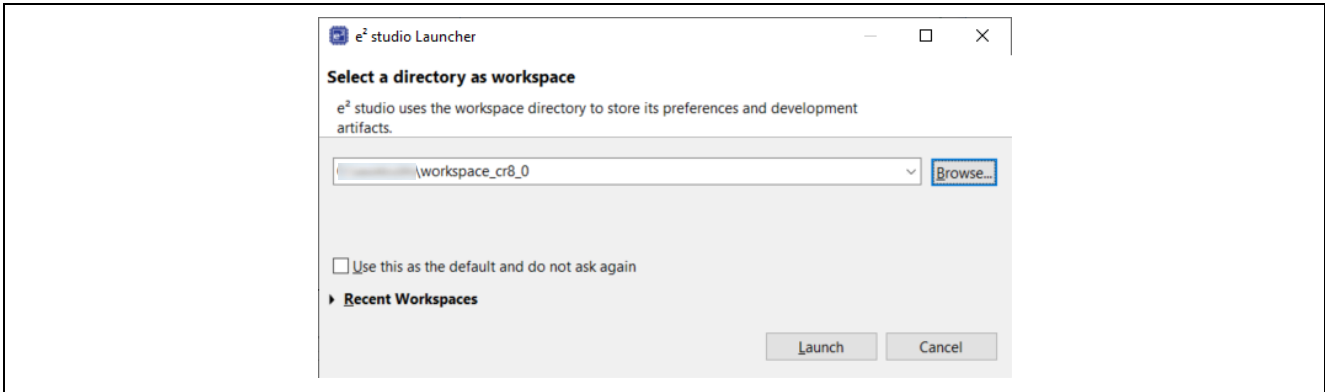 e² studio Launcher
Select a directory as workspace
e² studio uses the workspace directory to store its preferences and development
artifacts.
\workspace_cr8_0
Browse...
Use this as the default and do not ask again
Recent Workspaces
Launch Cancel